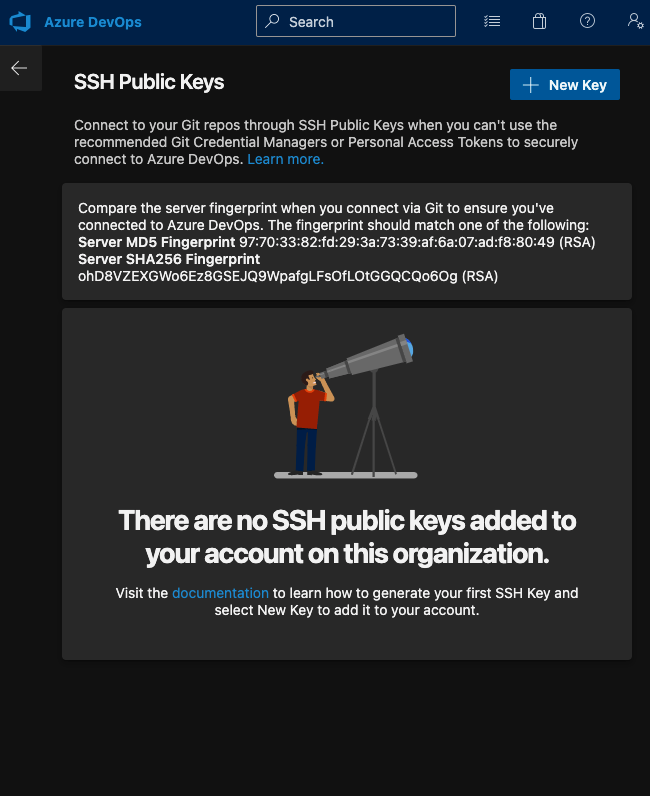 Azure DevOps
Search
SSH Public Keys
New Key
Connect to your Git repos through SSH Public Keys when you can't use the
recommended Git Credential Managers or Personal Access Tokens to securely
connect to Azure DevOps. Learn more.
Compare the server fingerprint when you connect via Git to ensure you've
connected to Azure DevOps. The fingerprint should match one of the following:
Server MD5 Fingerprint 97:70:33:82:fd:29:3a:73:39:af:6a:07:ad:f8:80:49 (RSA)
Server SHA256 Fingerprint
ohD8VZEXGWo6Ez8GSEJQ9WpafgLFsOfLOtGGQCQo6Og (RSA)
There are no SSH public keys added to
your account on this organization.
Visit the documentation to learn how to generate your first SSH Key and
select New Key to add it to your account.